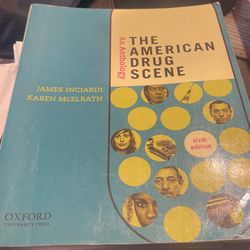 An Anthology
THE
AMERICAN
DRUG
SCENE
JAMES INCIARDI
KAREN McELRATH
sixth edition
OXFORD
UNIVERSITY PRESS